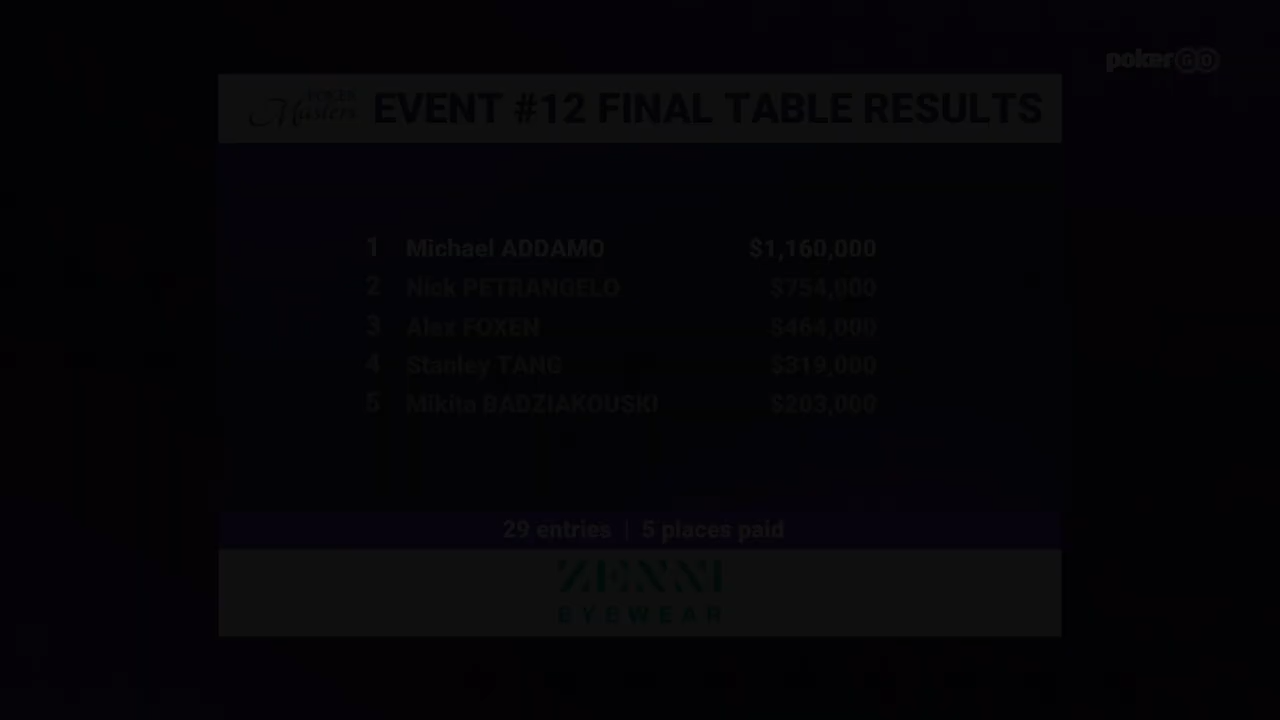 pokerGO
POKER
Masters
EVENT #12 FINAL TABLE RESULTS
1 Michael ADDAMO $1,160,000
2 Nick PETRANGELO $754,000
3 Alex FOXEN $464,000
4 Stanley TANG $319,000
5 Mikita BADZIAKOUSKI $203,000
29 entries | 5 places paid
ZENNI
EYEWEAR